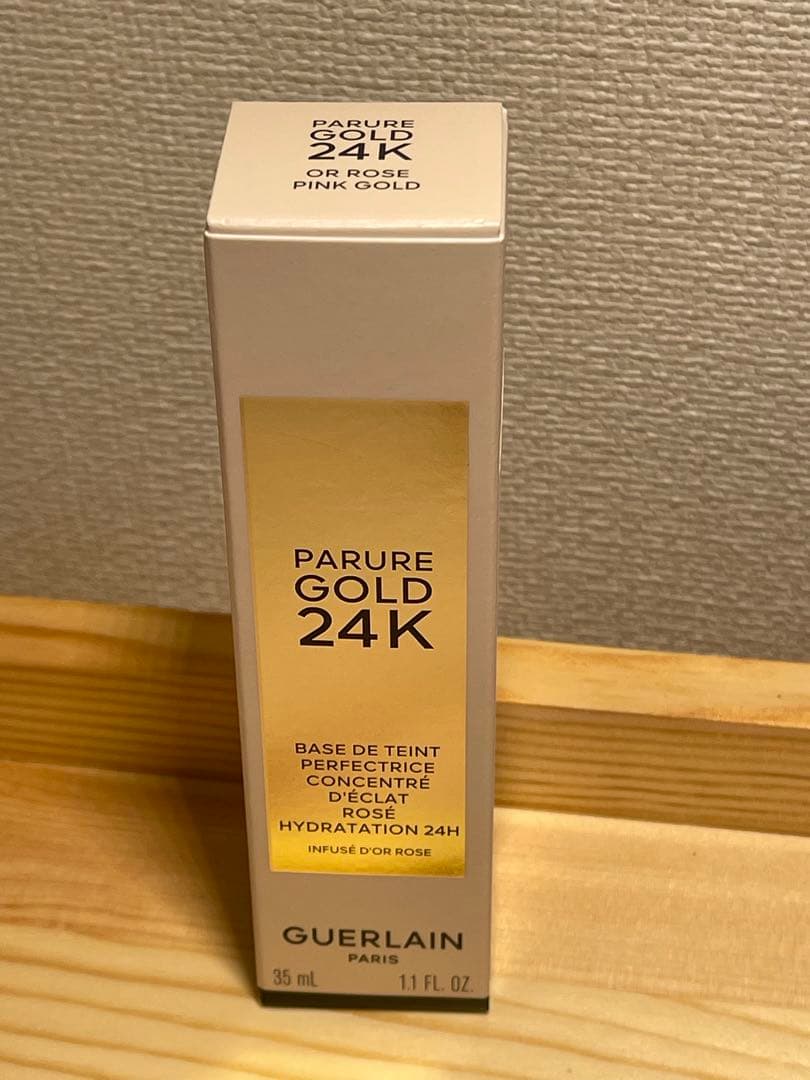 PARURE
GOLD
24K
OR ROSE
PINK GOLD
PARURE
GOLD
24K
BASE DE TEINT
PERFECTRICE
CONCENTRÉ
D'ÉCLAT
ROSÉ
HYDRATATION 24H
INFUSÉ D'OR ROSE
GUERLAIN
PARIS
35 mL 1.1 FL. OZ.